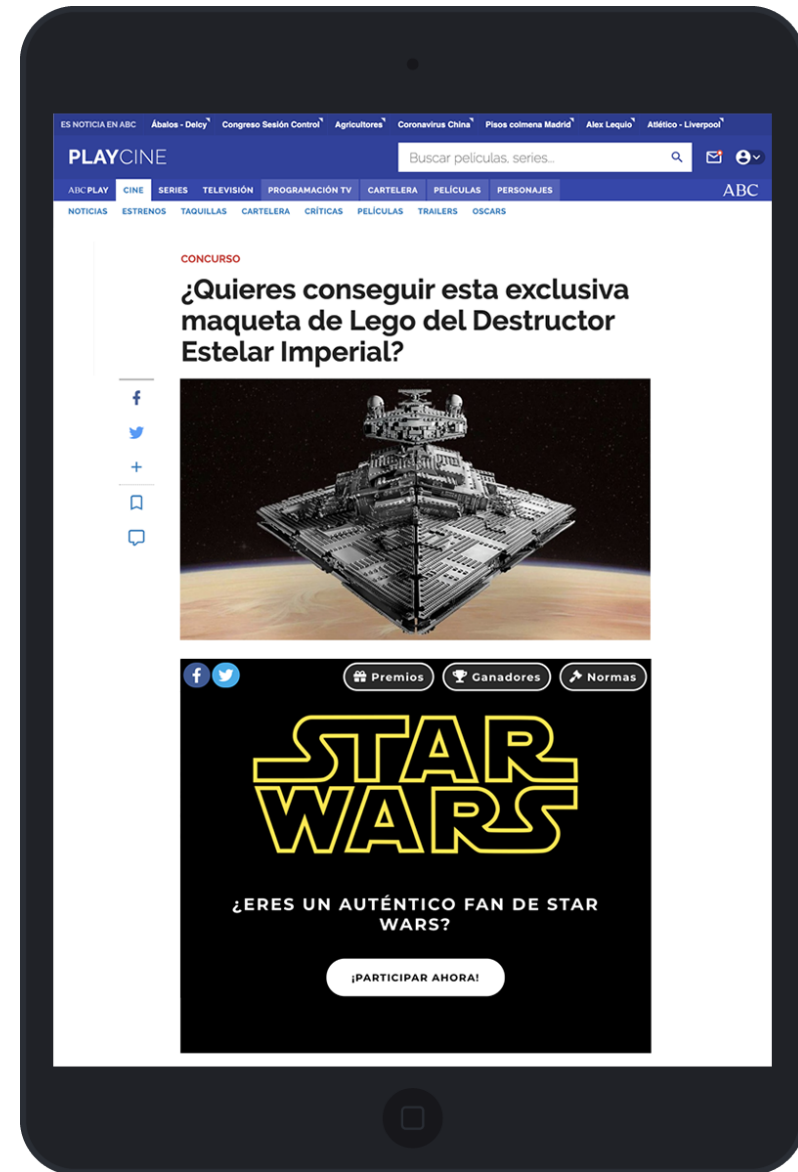 ES NOTICIA EN ABC Ábalos - Delcy Congreso Sesión Control Agricultores Coronavirus China Pisos colmena Madrid Alex Lequio Atlético - Liverpool
PLAYCINE Buscar películas, series...
ABC PLAY CINE SERIES TELEVISIÓN PROGRAMACIÓN TV CARTELERA PELÍCULAS PERSONAJES ABC
NOTICIAS ESTRENOS TAQUILLAS CARTELERA CRÍTICAS PELÍCULAS TRAILERS OSCARS
CONCURSO
¿Quieres conseguir esta exclusiva
maqueta de Lego del Destructor
Estelar Imperial?
Premios Ganadores Normas
STAR
WARS
¿ERES UN AUTÉNTICO FAN DE STAR
WARS?
¡PARTICIPAR AHORA!